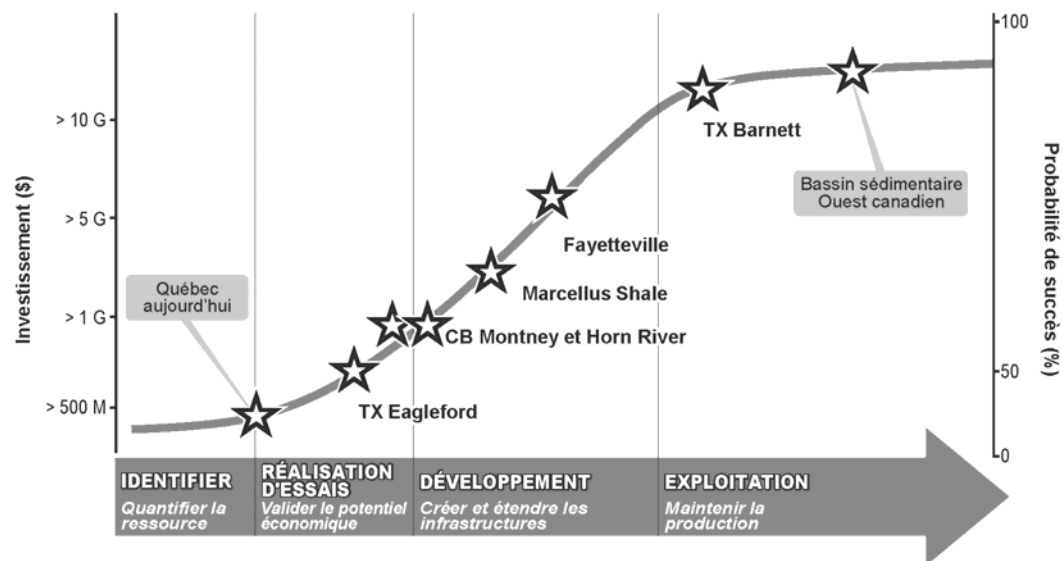 100
> 10 G
TX Barnett
Bassin sédimentaire
Ouest canadien
Investissement ($)
Probabilité de succès (%)
> 5 G
Fayetteville
Québec
aujourd'hui
Marcellus Shale
> 1 G
CB Montney et Horn River
50
> 500 M
TX Eagleford
0
IDENTIFIER
Quantifier la
ressource
RÉALISATION
D'ESSAIS
Valider le potentiel
économique
DÉVELOPPEMENT
Créer et étendre les
infrastructures
EXPLOITATION
Maintenir la
production